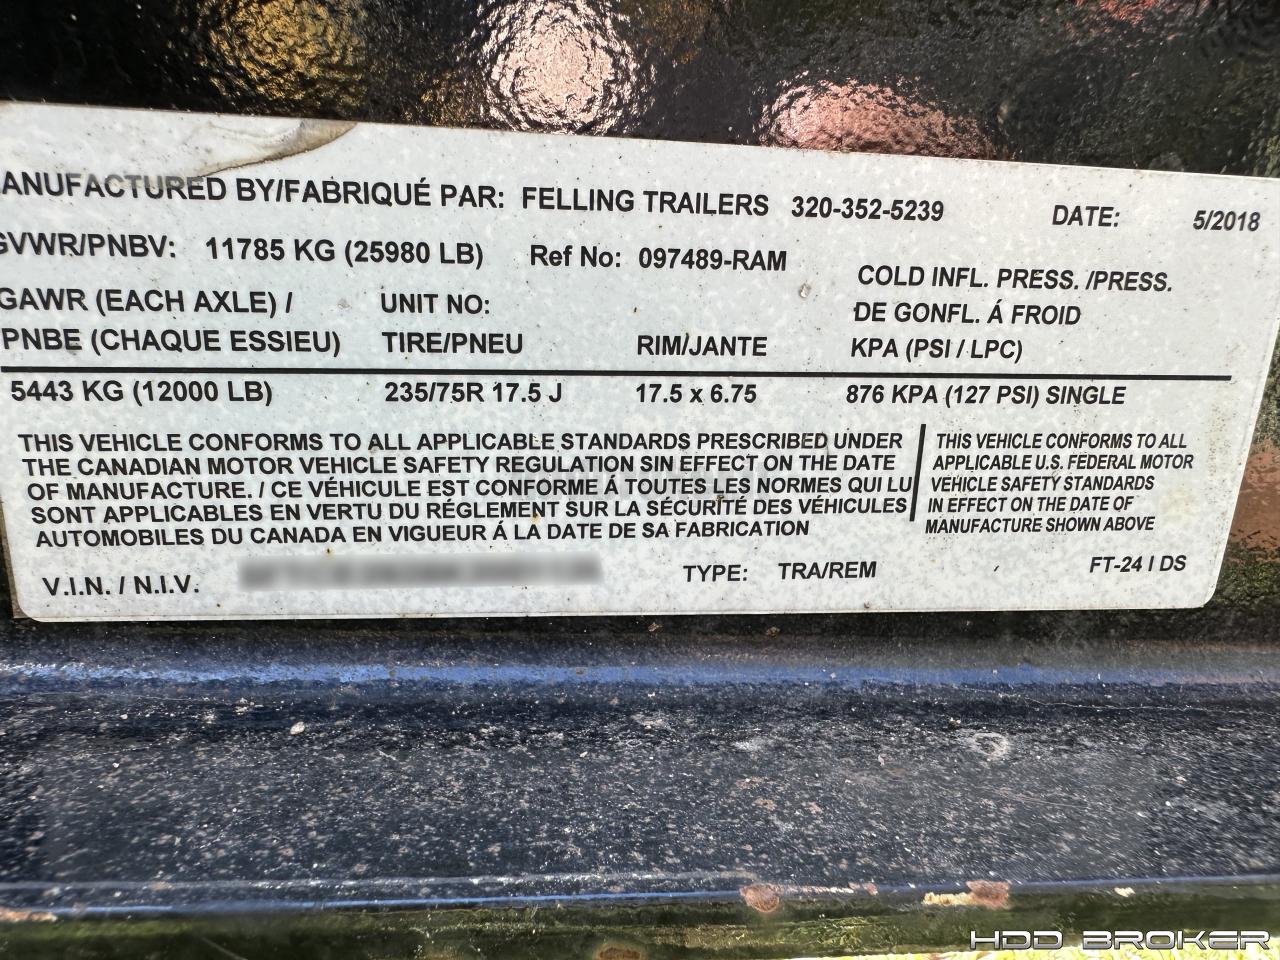 ANUFACTURED BY/FABRIQUÉ PAR: FELLING TRAILERS 320-352-5239 DATE: 5/2018
GVWR/PNBV: 11785 KG (25980 LB) Ref No: 097489-RAM
COLD INFL. PRESS. /PRESS.
GAWR (EACH AXLE) / UNIT NO: DE GONFL. Á FROID
PNBE (CHAQUE ESSIEU) TIRE/PNEU RIM/JANTE KPA (PSI / LPC)
5443 KG (12000 LB) 235/75R 17.5 J 17.5 x 6.75 876 KPA (127 PSI) SINGLE
THIS VEHICLE CONFORMS TO ALL APPLICABLE STANDARDS PRESCRIBED UNDER
THE CANADIAN MOTOR VEHICLE SAFETY REGULATION SIN EFFECT ON THE DATE
OF MANUFACTURE. / CE VÉHICULE EST CONFORME Á TOUTES LES NORMES QUI LU
SONT APPLICABLES EN VERTU DU RÉGLEMENT SUR LA SÉCURITÉ DES VÉHICULES
AUTOMOBILES DU CANADA EN VIGUEUR Á LA DATE DE SA FABRICATION
THIS VEHICLE CONFORMS TO ALL
APPLICABLE U.S. FEDERAL MOTOR
VEHICLE SAFETY STANDARDS
IN EFFECT ON THE DATE OF
MANUFACTURE SHOWN ABOVE
V.I.N. / N.I.V. TYPE: TRA/REM FT-24 I DS
HDD BROKER